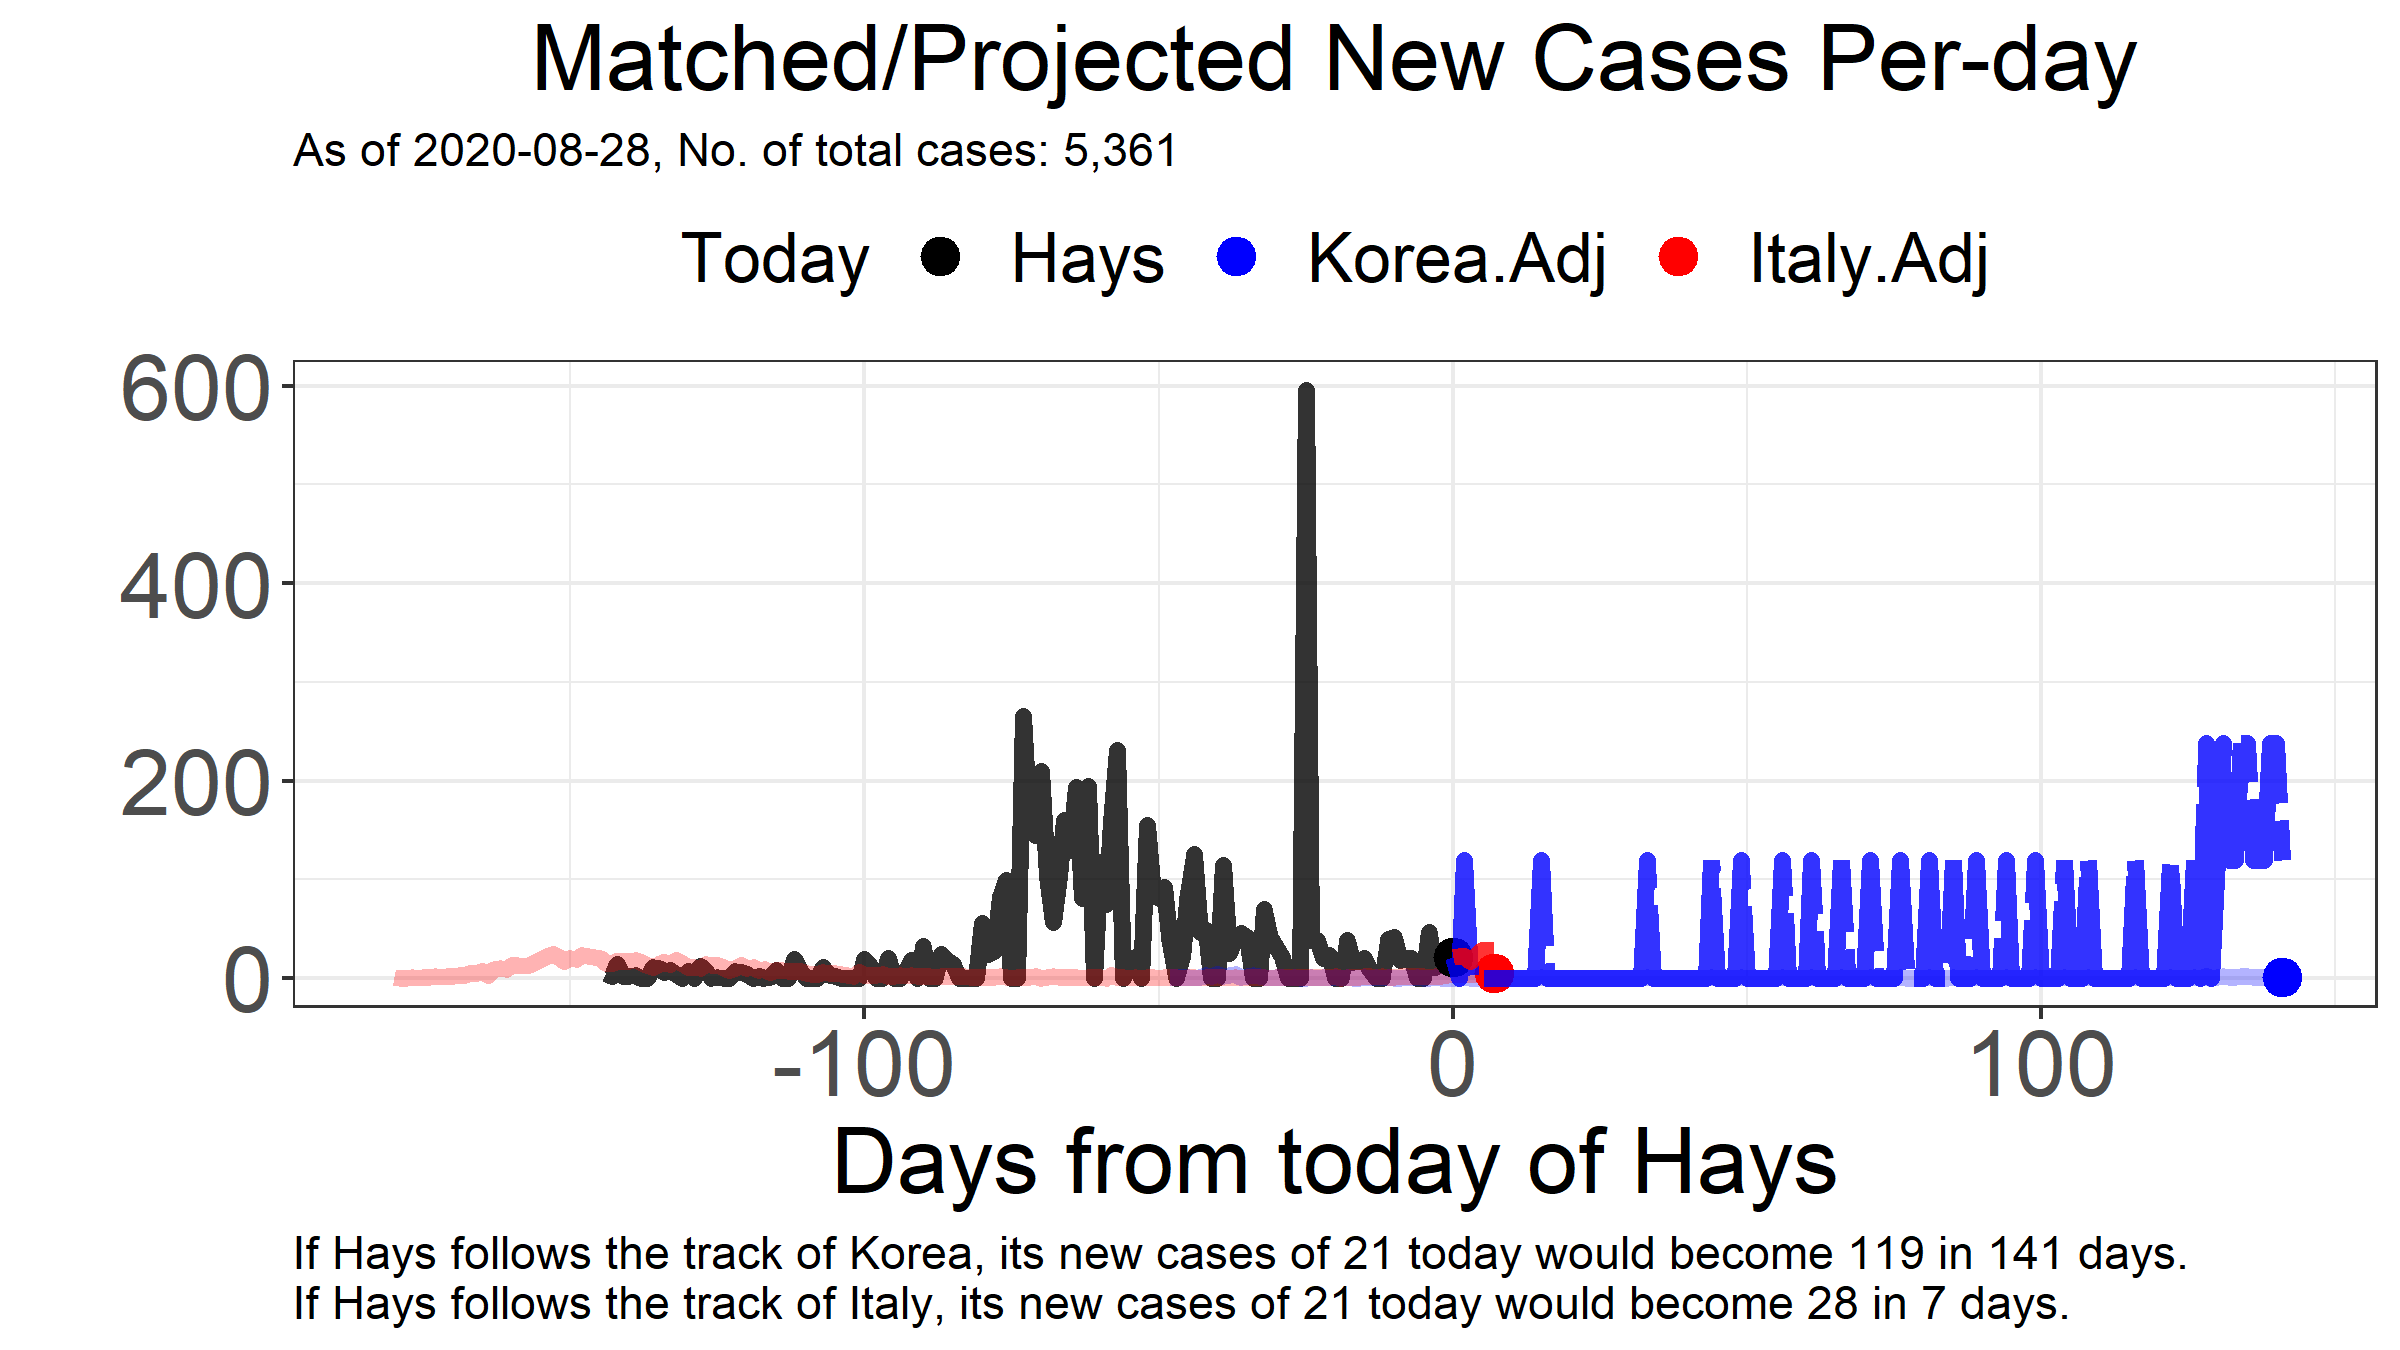 Matched/Projected New Cases Per-day
As of 2020-08-28, No. of total cases: 5,361
Today Hays Korea.Adj Italy.Adj
600
400
200
0
-100 0 100
Days from today of Hays
If Hays follows the track of Korea, its new cases of 21 today would become 119 in 141 days.
If Hays follows the track of Italy, its new cases of 21 today would become 28 in 7 days.